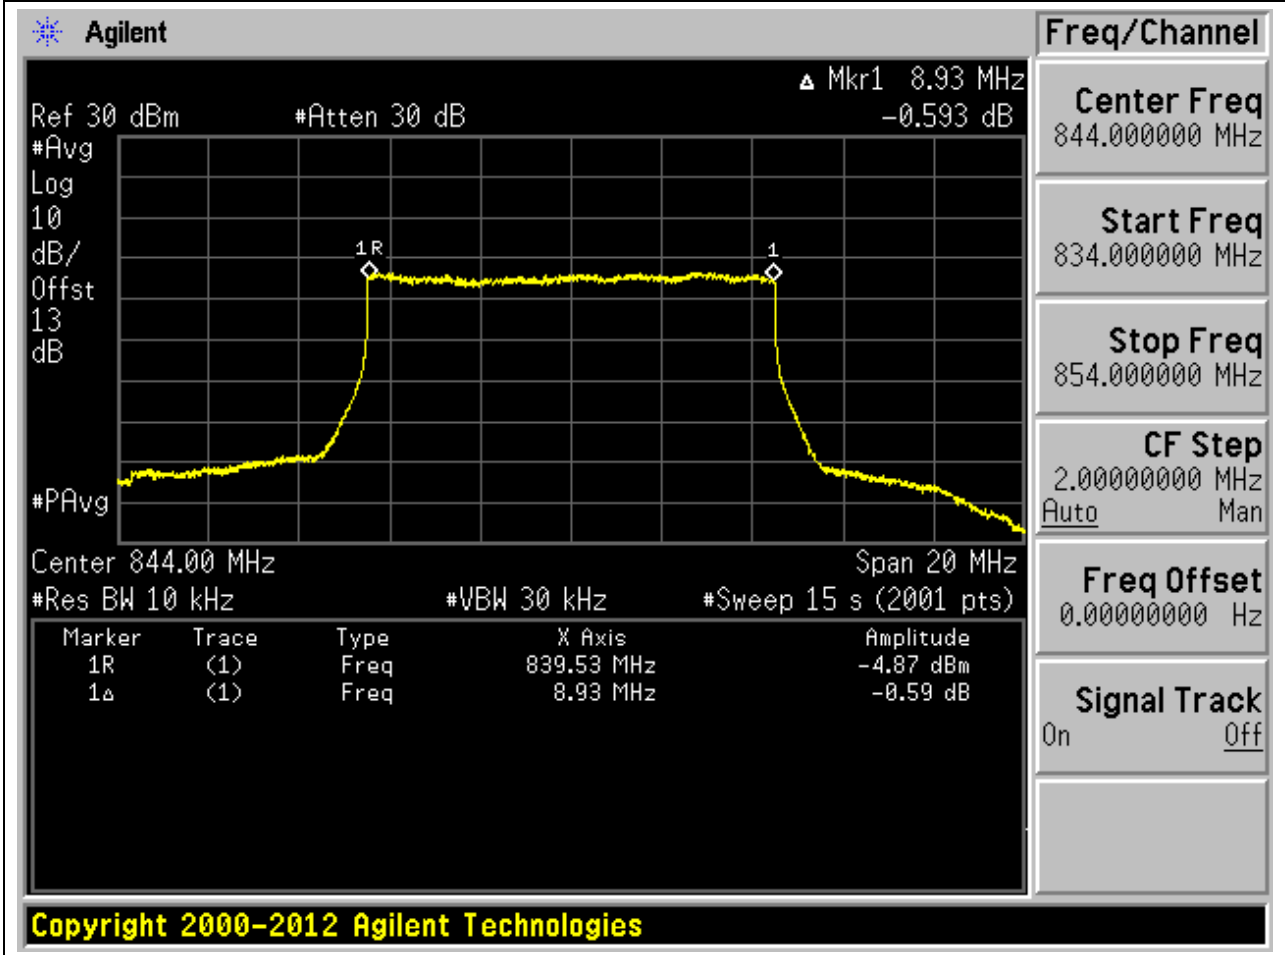 Agilent
Freq/Channel
Δ Mkr1 8.93 MHz
Ref 30 dBm #Atten 30 dB -0.593 dB
#Avg
Log
10
dB/
Offst
13
dB
#PAvg
1R
1
Center 844.00 MHz Span 20 MHz
#Res BW 10 kHz #VBW 30 kHz #Sweep 15 s (2001 pts)
Marker Trace Type X Axis Amplitude
1R (1) Freq 839.53 MHz -4.87 dBm
1Δ (1) Freq 8.93 MHz -0.59 dB
Center Freq
844.000000 MHz
Start Freq
834.000000 MHz
Stop Freq
854.000000 MHz
CF Step
2.00000000 MHz
Auto Man
Freq Offset
0.00000000 Hz
Signal Track
On Off
Copyright 2000-2012 Agilent Technologies